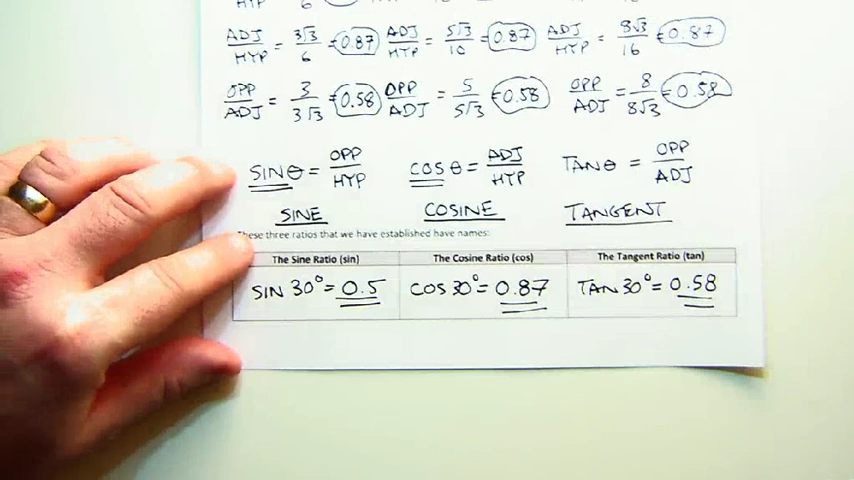 HYP 6
ADJ/HYP = 3√3/6 = 0.87 ADJ/HYP = 5√3/10 = 0.87 ADJ/HYP = 8√3/16 = 0.87
OPP/ADJ = 3/3√3 = 0.58 OPP/ADJ = 5/5√3 = 0.58 OPP/ADJ = 8/8√3 = 0.58
SINθ = OPP/HYP COSθ = ADJ/HYP TANθ = OPP/ADJ
SINE COSINE TANGENT
These three ratios that we have established have names:
The Sine Ratio (sin) The Cosine Ratio (cos) The Tangent Ratio (tan)
SIN 30° = 0.5 COS 30° = 0.87 TAN 30° = 0.58